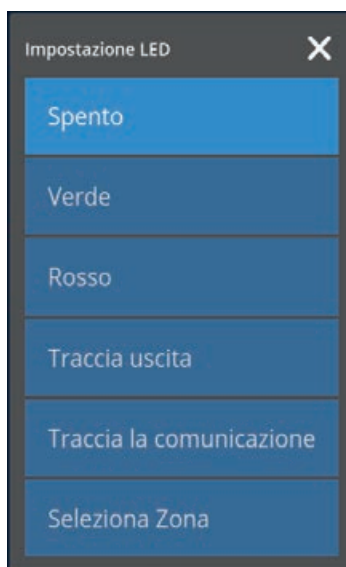 Impostazione LED
Spento
Verde
Rosso
Traccia uscita
Traccia la comunicazione
Seleziona Zona